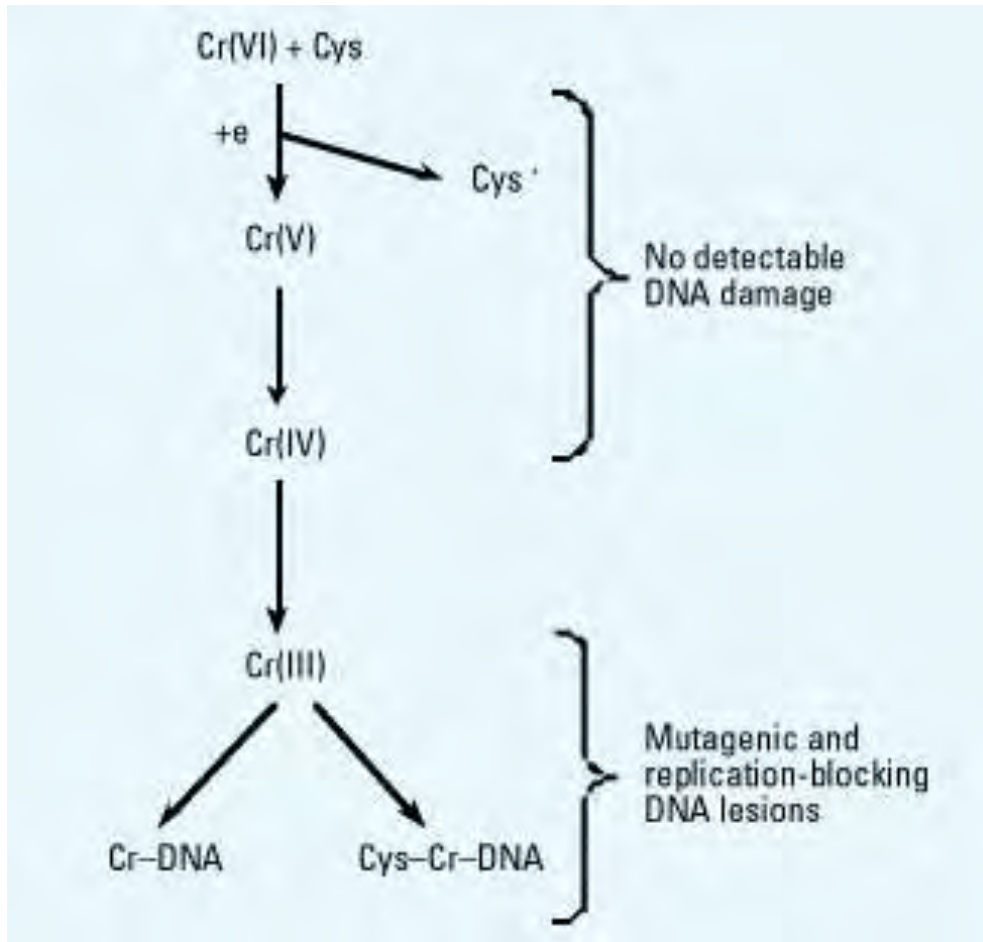 Cr(VI) + Cys
+e
Cys ·
Cr(V)
No detectable
DNA damage
Cr(IV)
Cr(III)
Mutagenic and
replication-blocking
DNA lesions
Cr–DNA
Cys–Cr–DNA